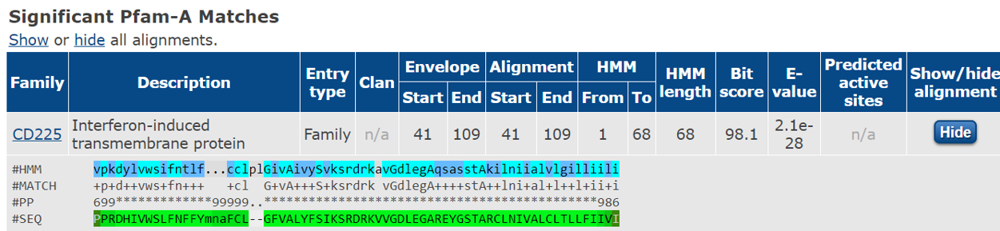 Significant Pfam-A Matches
Show or hide all alignments.
Family Description Entry type Clan Envelope Alignment HMM HMM length Bit score E-value Predicted active sites Show/hide alignment
Start End Start End From To
CD225 Interferon-induced transmembrane protein Family n/a 41 109 41 109 1 68 68 98.1 2.1e-28 n/a Hide
#HMM vpkdylvwsifntlf...cclplGivAivySvksrdrkavGdlegAqsasstAkilniialvlgilliili
#MATCH +p+d++vws+fn+++ +cl G+vA+++S+ksrdrk vGdlegA++++stA++lni+al+l++l+ii+i
#PP 699************99999..******************************************986
#SEQ PPRDHIVWSLFNFFYmnaFCL--GFVALYFSIKSRDRKVVGDLEGAREYGSTARCLNIVALCLTLLFIIVI